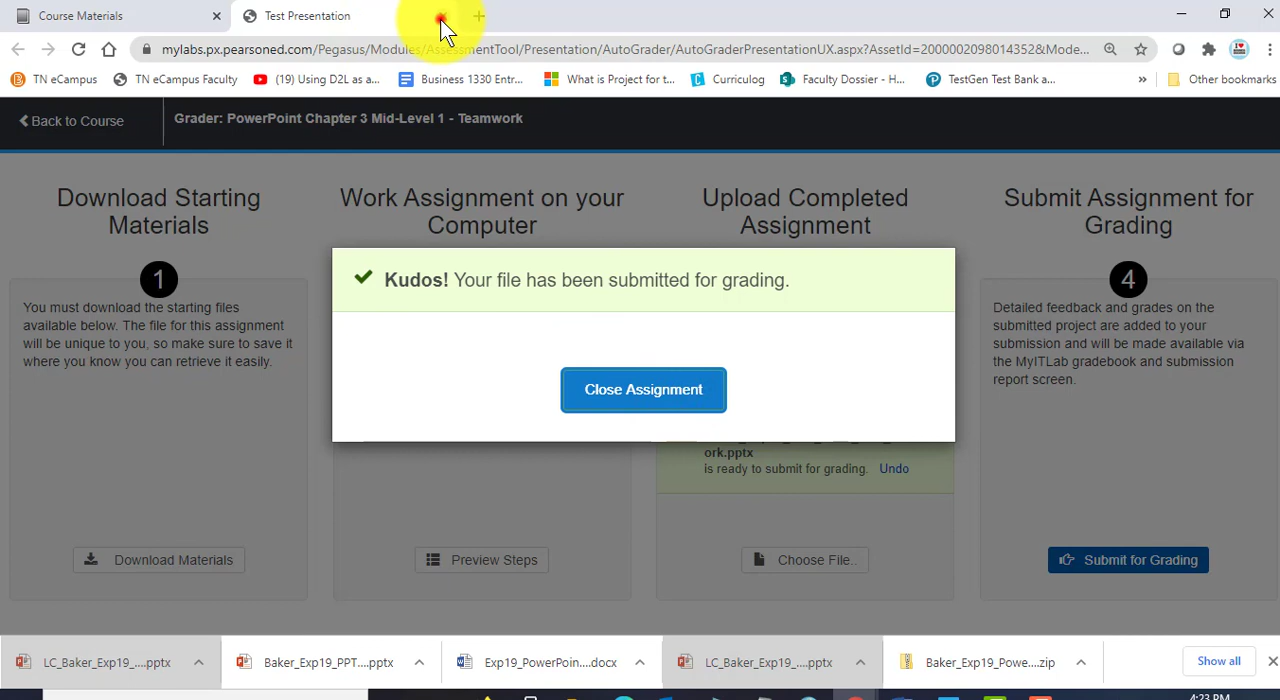 Course Materials
Test Presentation
mylabs.px.pearsoned.com/Pegasus/Modules/AssessmentTool/Presentation/AutoGrader/AutoGraderPresentationUX.aspx?AssetId=2000002098014352&Mode...
TN eCampus
TN eCampus Faculty
(19) Using D2L as a...
Business 1330 Entr...
What is Project for t...
Curriculog
Faculty Dossier - H...
TestGen Test Bank a...
»
Other bookmarks
Back to Course
Grader: PowerPoint Chapter 3 Mid-Level 1 - Teamwork
Download Starting
Materials
1
You must download the starting files
available below. The file for this assignment
will be unique to you, so make sure to save it
where you know you can retrieve it easily.
Download Materials
Work Assignment on your
Computer
Preview Steps
Upload Completed
Assignment
ork.pptx
is ready to submit for grading. Undo
Choose File..
Submit Assignment for
Grading
4
Detailed feedback and grades on the
submitted project are added to your
submission and will be made available via
the MyITLab gradebook and submission
report screen.
Submit for Grading
Kudos! Your file has been submitted for grading.
Close Assignment
LC_Baker_Exp19_....pptx
Baker_Exp19_PPT....pptx
Exp19_PowerPoin....docx
LC_Baker_Exp19_....pptx
Baker_Exp19_Powe....zip
Show all
4:23 PM